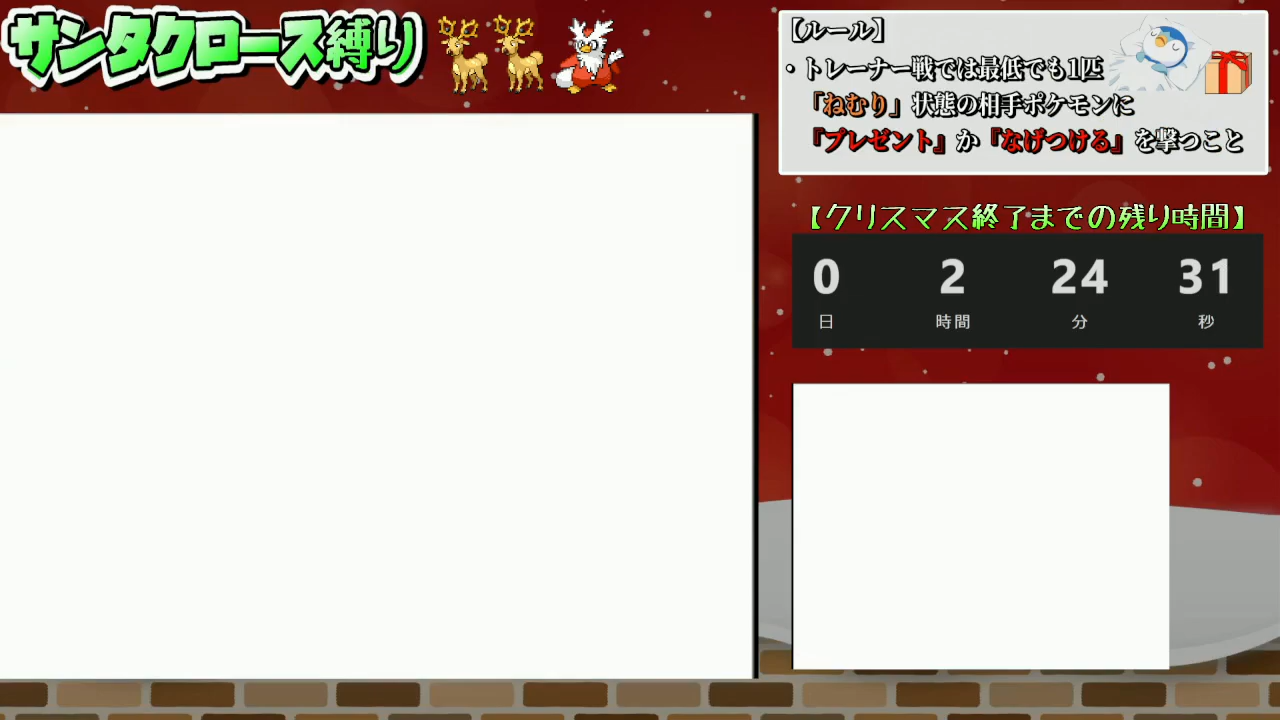 サンタクロース縛り
【ルール】
・トレーナー戦では最低でも1匹
「ねむり」状態の相手ポケモンに
『プレゼント』か『なげつける』を撃つこと
【クリスマス終了までの残り時間】
0 2 24 31
日 時間 分 秒